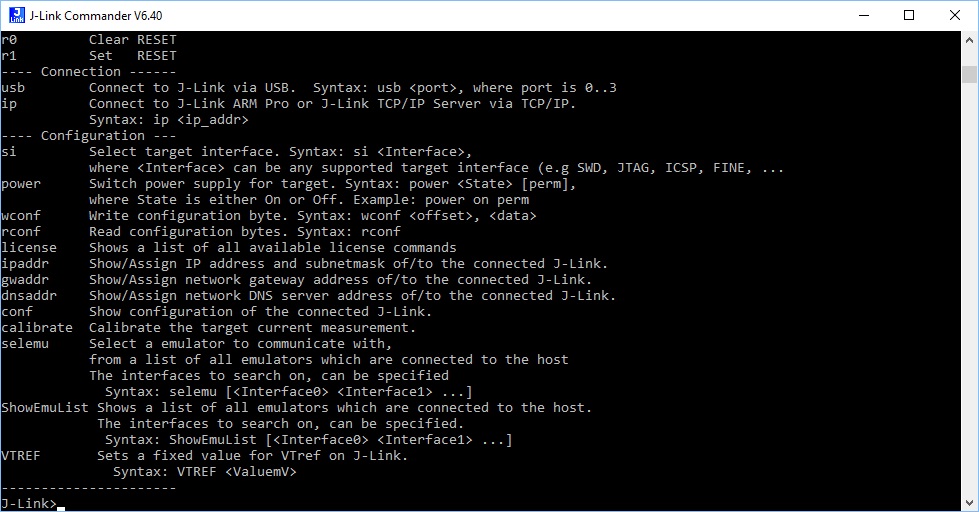 J-Link Commander V6.40
r0         Clear RESET
r1         Set   RESET
---- Connection ------
usb        Connect to J-Link via USB.  Syntax: usb <port>, where port is 0..3
ip         Connect to J-Link ARM Pro or J-Link TCP/IP Server via TCP/IP.
           Syntax: ip <ip_addr>
---- Configuration ---
si         Select target interface. Syntax: si <Interface>,
           where <Interface> can be any supported target interface (e.g SWD, JTAG, ICSP, FINE, ...
power      Switch power supply for target. Syntax: power <State> [perm],
           where State is either On or Off. Example: power on perm
wconf      Write configuration byte. Syntax: wconf <offset>, <data>
rconf      Read configuration bytes. Syntax: rconf
license    Shows a list of all available license commands
ipaddr     Show/Assign IP address and subnetmask of/to the connected J-Link.
gwaddr     Show/Assign network gateway address of/to the connected J-Link.
dnsaddr    Show/Assign network DNS server address of/to the connected J-Link.
conf       Show configuration of the connected J-Link.
calibrate  Calibrate the target current measurement.
selemu     Select a emulator to communicate with,
           from a list of all emulators which are connected to the host
           The interfaces to search on, can be specified
             Syntax: selemu [<Interface0> <Interface1> ...]
ShowEmuList Shows a list of all emulators which are connected to the host.
            The interfaces to search on, can be specified.
             Syntax: ShowEmuList [<Interface0> <Interface1> ...]
VTREF       Sets a fixed value for VTref on J-Link.
              Syntax: VTREF <ValuemV>
----------------------
J-Link>